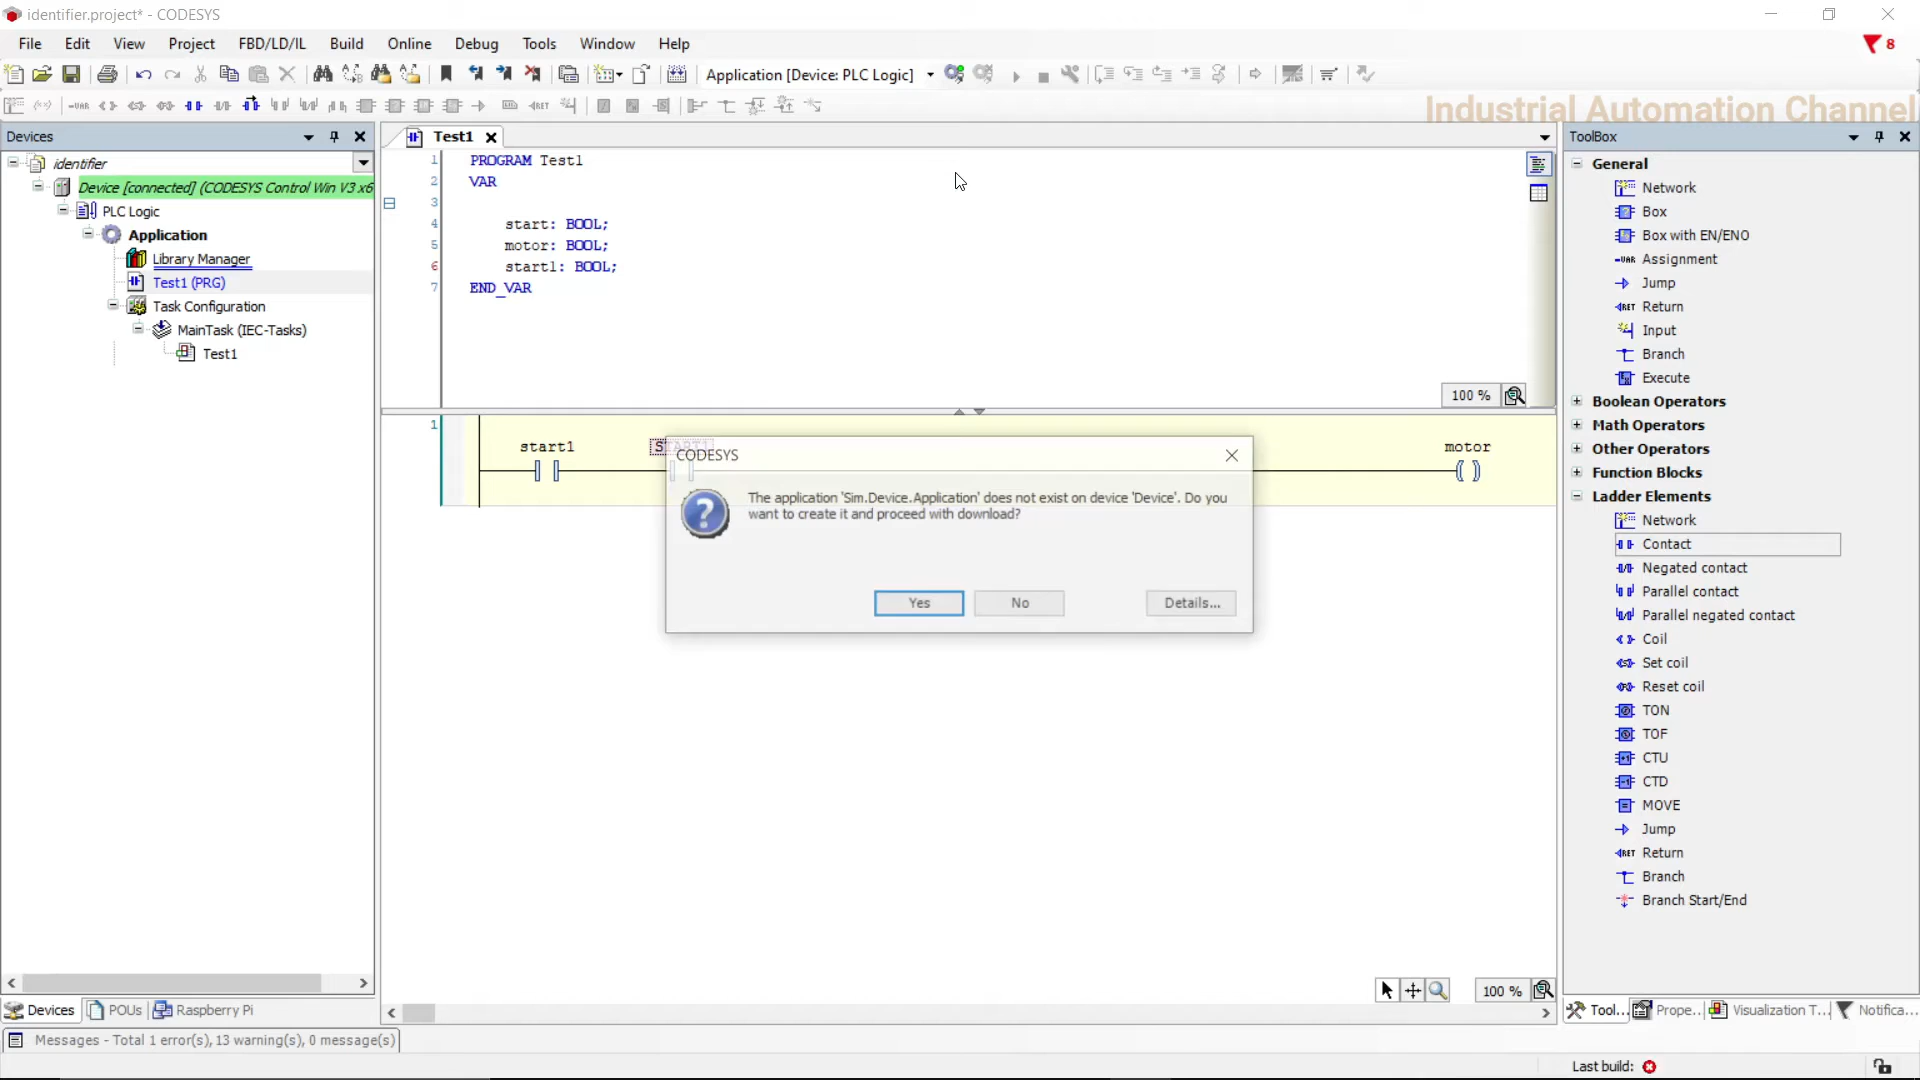 identifier.project* - CODESYS
File Edit View Project FBD/LD/IL Build Online Debug Tools Window Help
8
Application [Device: PLC Logic]
Industrial Automation Channel
Devices
identifier
Device [connected] (CODESYS Control Win V3 x6
PLC Logic
Application
Library Manager
Test1 (PRG)
Task Configuration
MainTask (IEC-Tasks)
Test1
Test1
1 PROGRAM Test1
2 VAR
3
4 start: BOOL;
5 motor: BOOL;
6 start1: BOOL;
7 END_VAR
100 %
1
start1
START1
motor
CODESYS
The application 'Sim.Device.Application' does not exist on device 'Device'. Do you
want to create it and proceed with download?
Yes
No
Details...
100 %
ToolBox
General
Network
Box
Box with EN/ENO
Assignment
Jump
Return
Input
Branch
Execute
Boolean Operators
Math Operators
Other Operators
Function Blocks
Ladder Elements
Network
Contact
Negated contact
Parallel contact
Parallel negated contact
Coil
Set coil
Reset coil
TON
TOF
CTU
CTD
MOVE
Jump
Return
Branch
Branch Start/End
Devices POUs Raspberry Pi
Tool... Prope... Visualization T... Notifica...
Messages - Total 1 error(s), 13 warning(s), 0 message(s)
Last build: